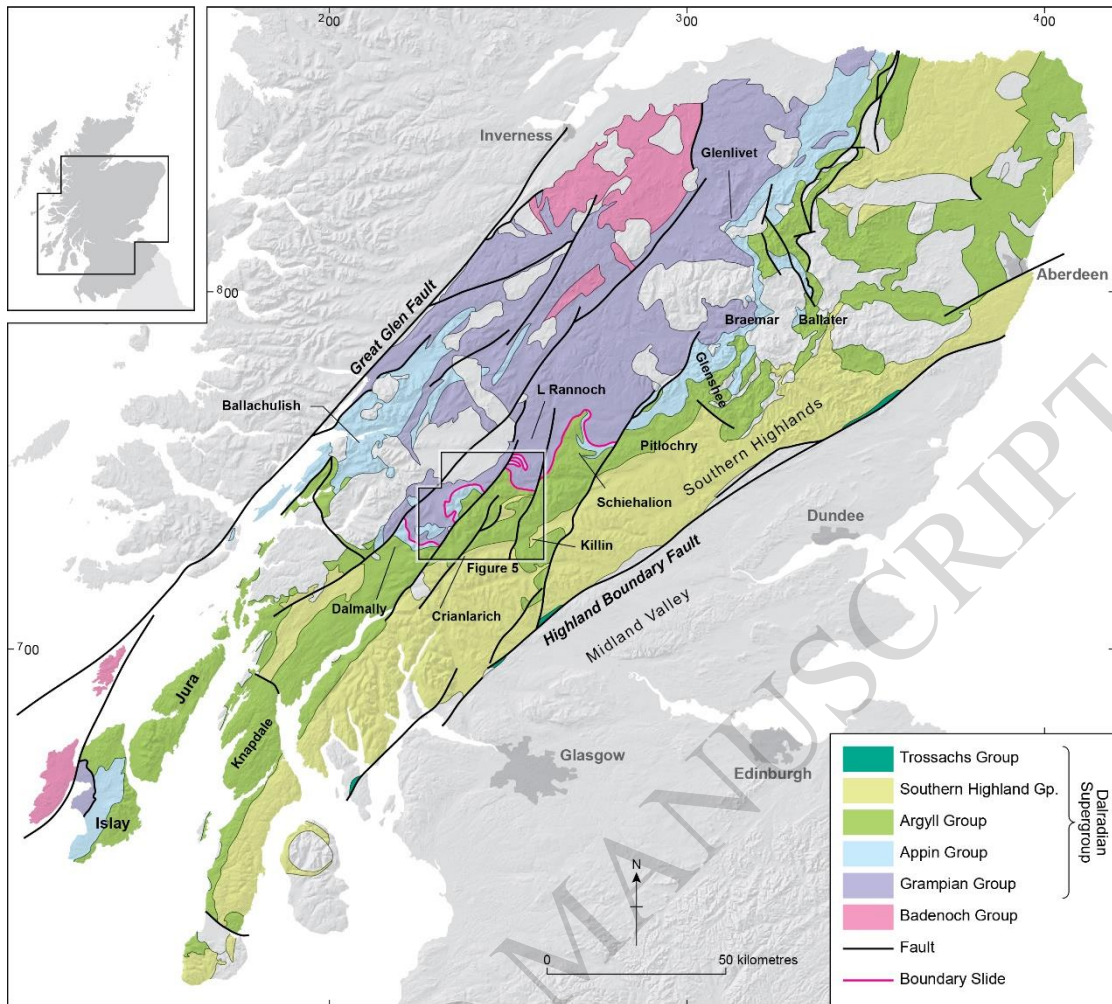 200
300
400
Inverness
Glenlivet
800
Aberdeen
Great Glen Fault
Braemar
Ballater
L Rannoch
Glenshee
Ballachulish
Pitlochry
Southern Highlands
Schiehalion
Dundee
Killin
Figure 5
Dalmally
Crianlarich
Highland Boundary Fault
Midland Valley
700
Jura
Knapdale
Glasgow
Edinburgh
Islay
MANUSCRIPT
N
0
50 kilometres
Trossachs Group
Southern Highland Gp.
Argyll Group
Appin Group
Grampian Group
Dalradian
Supergroup
Badenoch Group
Fault
Boundary Slide